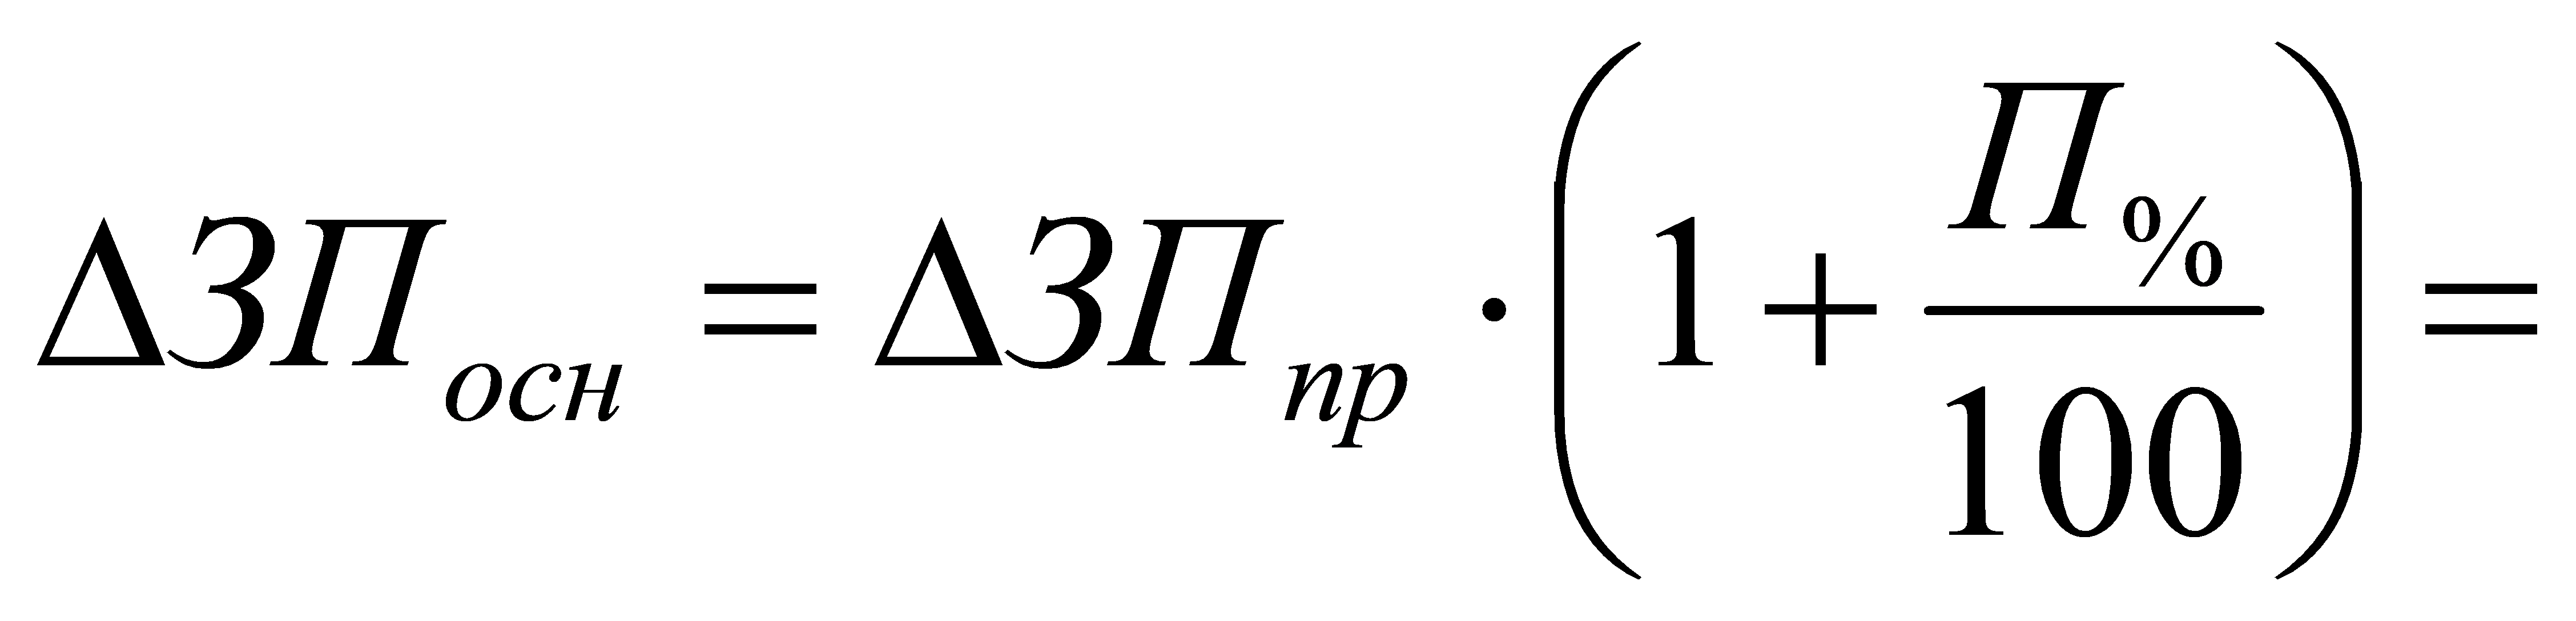 ΔЗП_осн = ΔЗП_пр · (1 + П_% / 100) =